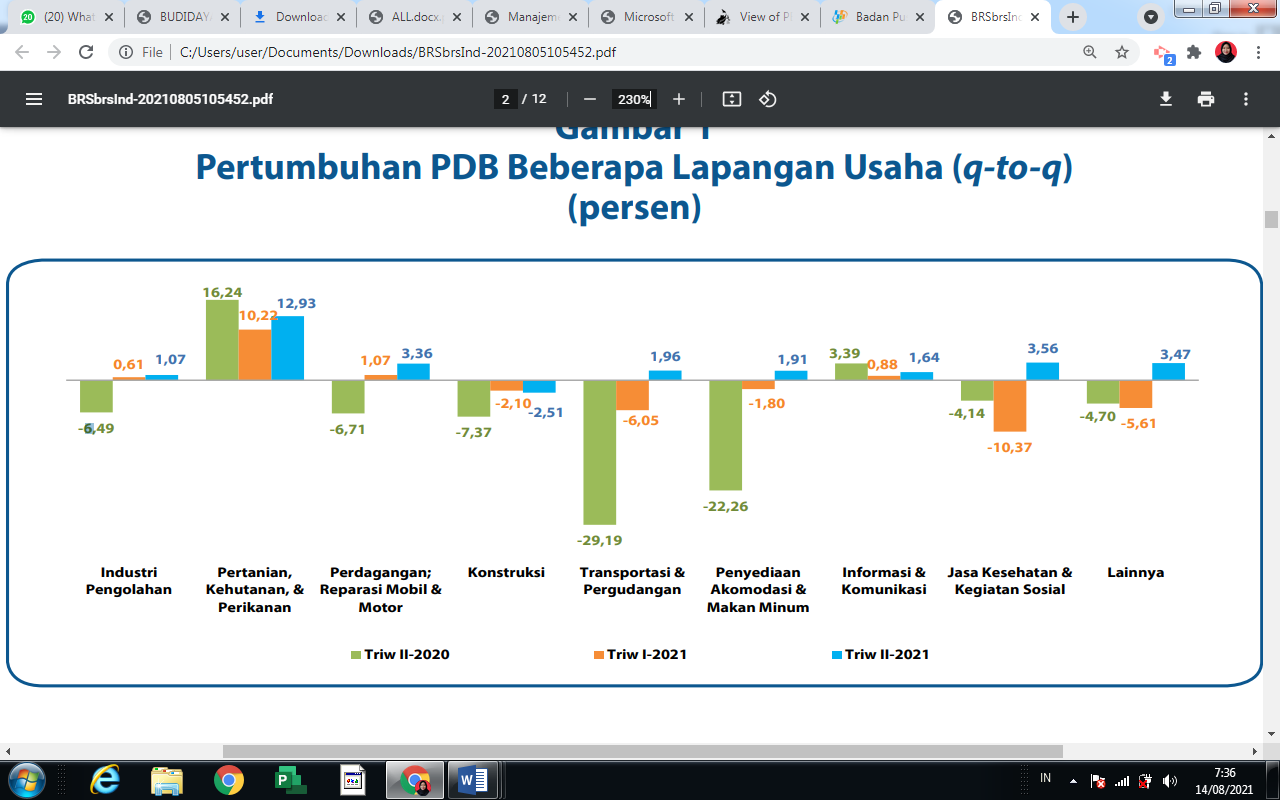 (20) What
BUDIDAYA
Download
ALL.docx.
Manajem
Microsoft
View of P
Badan Pu
BRSbrsInd
File
C:/Users/user/Documents/Downloads/BRSbrsInd-20210805105452.pdf
2
BRSbrsInd-20210805105452.pdf
2 / 12
230%
Gambar 1
Pertumbuhan PDB Beberapa Lapangan Usaha (q-to-q)
(persen)
16,24
10,22
12,93
0,61
1,07
1,07
3,36
1,96
1,91
3,39
0,88
1,64
3,56
3,47
-6,49
-6,71
-7,37
-2,10
-2,51
-29,19
-6,05
-22,26
-1,80
-4,14
-10,37
-4,70
-5,61
Industri
Pengolahan
Pertanian,
Kehutanan, &
Perikanan
Perdagangan;
Reparasi Mobil &
Motor
Konstruksi
Transportasi &
Pergudangan
Penyediaan
Akomodasi &
Makan Minum
Informasi &
Komunikasi
Jasa Kesehatan &
Kegiatan Sosial
Lainnya
Triw II-2020
Triw I-2021
Triw II-2021
IN
7:36
14/08/2021